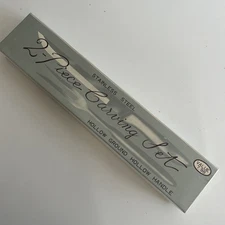 STAINLESS STEEL
2-Piece Carving Set
HOLLOW GROUND HOLLOW HANDLE